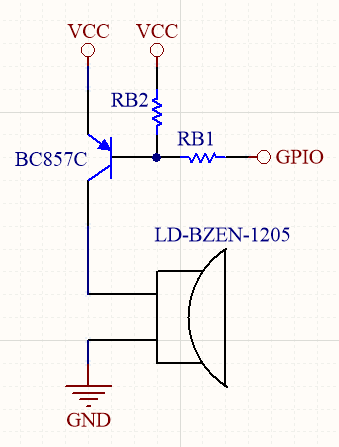 VCC VCC
RB2
RB1
BC857C
GPIO
LD-BZEN-1205
GND